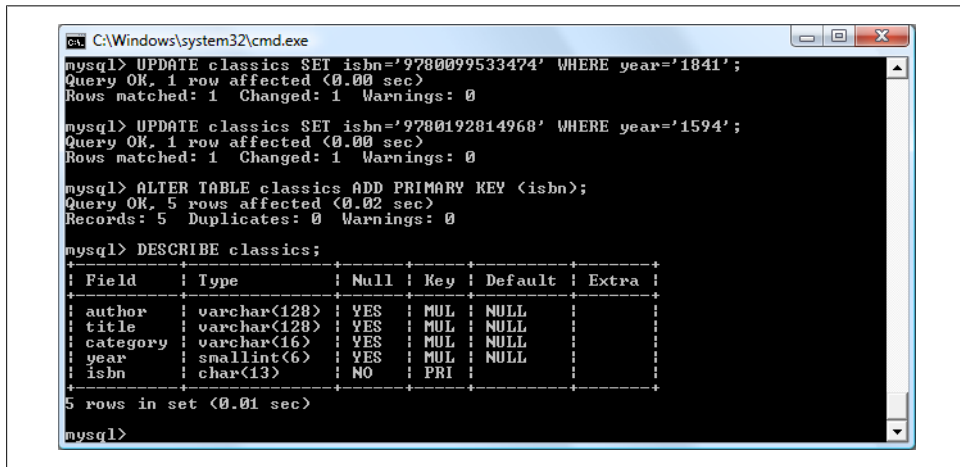 C:\Windows\system32\cmd.exe
mysql> UPDATE classics SET isbn='9780099533474' WHERE year='1841';
Query OK, 1 row affected (0.00 sec)
Rows matched: 1  Changed: 1  Warnings: 0
mysql> UPDATE classics SET isbn='9780192814968' WHERE year='1594';
Query OK, 1 row affected (0.00 sec)
Rows matched: 1  Changed: 1  Warnings: 0
mysql> ALTER TABLE classics ADD PRIMARY KEY (isbn);
Query OK, 5 rows affected (0.02 sec)
Records: 5  Duplicates: 0  Warnings: 0
mysql> DESCRIBE classics;
+----------+--------------+------+-----+---------+-------+
| Field    | Type         | Null | Key | Default | Extra |
+----------+--------------+------+-----+---------+-------+
| author   | varchar(128) | YES  | MUL | NULL    |       |
| title    | varchar(128) | YES  | MUL | NULL    |       |
| category | varchar(16)  | YES  | MUL | NULL    |       |
| year     | smallint(6)  | YES  | MUL | NULL    |       |
| isbn     | char(13)     | NO   | PRI |         |       |
+----------+--------------+------+-----+---------+-------+
5 rows in set (0.01 sec)
mysql>